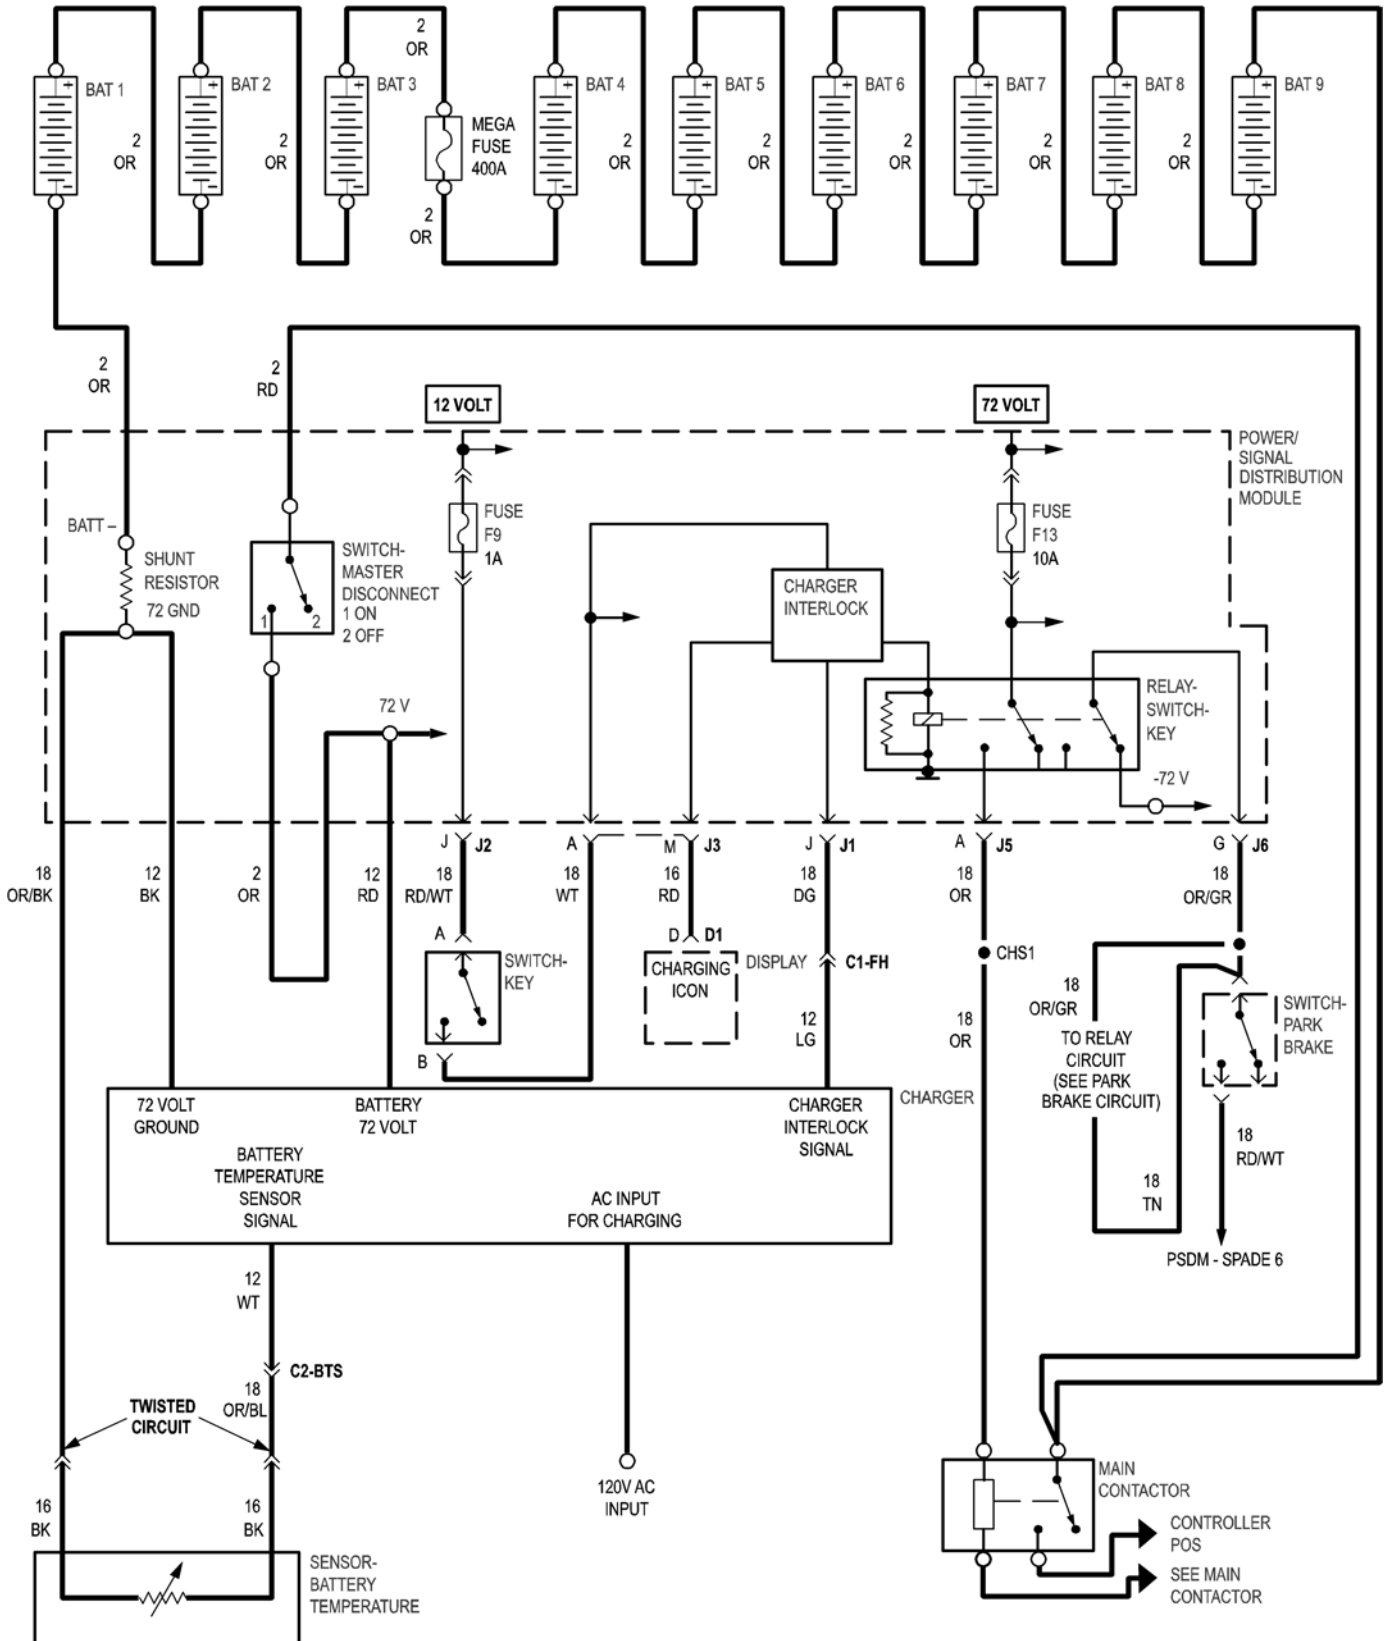 2
OR
+
BAT 1
+
BAT 2
+
BAT 3
+
BAT 4
+
BAT 5
+
BAT 6
+
BAT 7
+
BAT 8
+
BAT 9
MEGA
FUSE
400A
2
OR
2
OR
2
OR
2
OR
2
OR
2
OR
2
OR
–
–
–
–
–
–
–
–
–
2
OR
2
OR
2
RD
12 VOLT
72 VOLT
POWER/
SIGNAL
DISTRIBUTION
MODULE
BATT –
SHUNT
RESISTOR
72 GND
SWITCH-
MASTER
DISCONNECT
1 ON
2 OFF
1
2
FUSE
F9
1A
FUSE
F13
10A
CHARGER
INTERLOCK
RELAY-
SWITCH-
KEY
72 V
-72 V
J
J2
A
M
J3
J
J1
A
J5
G
J6
18
OR/BK
12
BK
2
OR
12
RD
18
RD/WT
18
WT
16
RD
18
DG
18
OR
18
OR/GR
A
D
D1
SWITCH-
KEY
CHARGING
ICON
DISPLAY
C1-FH
CHS1
18
OR/GR
SWITCH-
PARK
BRAKE
12
LG
18
OR
TO RELAY
CIRCUIT
(SEE PARK
BRAKE CIRCUIT)
B
72 VOLT
GROUND
BATTERY
72 VOLT
CHARGER
INTERLOCK
SIGNAL
CHARGER
BATTERY
TEMPERATURE
SENSOR
SIGNAL
AC INPUT
FOR CHARGING
18
RD/WT
18
TN
PSDM - SPADE 6
12
WT
C2-BTS
18
OR/BL
TWISTED
CIRCUIT
120V AC
INPUT
16
BK
16
BK
MAIN
CONTACTOR
CONTROLLER
POS
SEE MAIN
CONTACTOR
SENSOR-
BATTERY
TEMPERATURE